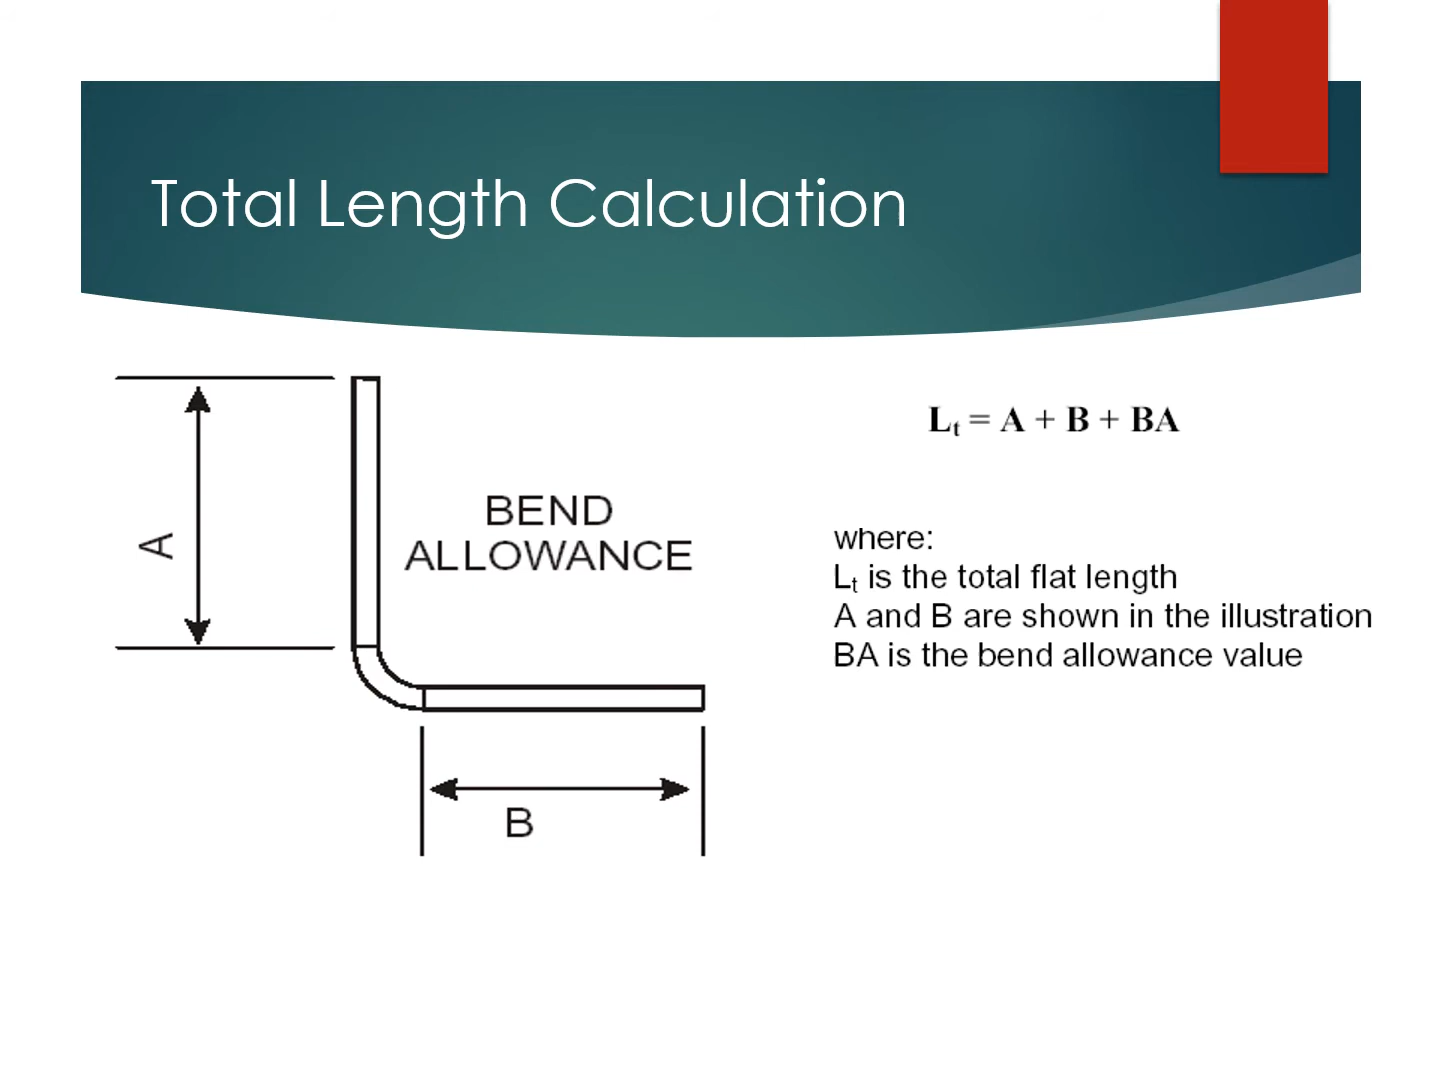 Total Length Calculation
A
BEND
ALLOWANCE
B
Lt = A + B + BA
where:
Lt is the total flat length
A and B are shown in the illustration
BA is the bend allowance value